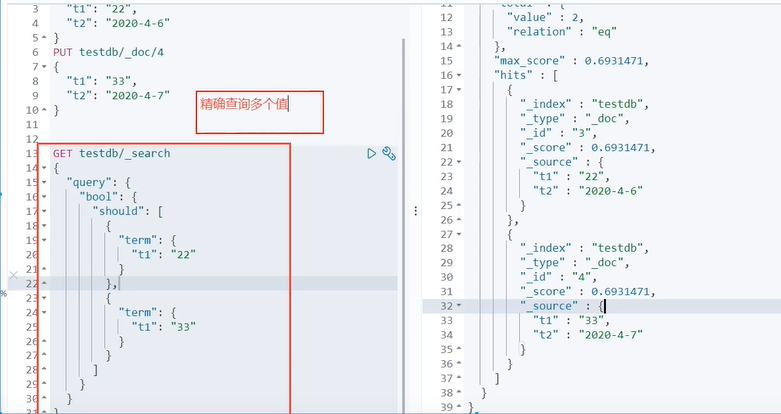 3 "t1": "22",
4 "t2": "2020-4-6"
5 }
6 PUT testdb/_doc/4
7 {
8 "t1": "33",
9 "t2": "2020-4-7"
10 }
11
12
精确查询多个值
13 GET testdb/_search
14 {
15 "query": {
16 "bool": {
17 "should": [
18 {
19 "term": {
20 "t1": "22"
21 }
22 },
23 {
24 "term": {
25 "t1": "33"
26 }
27 }
28 ]
29 }
30 }
31 }
%
11 "total" : {
12 "value" : 2,
13 "relation" : "eq"
14 },
15 "max_score" : 0.6931471,
16 "hits" : [
17 {
18 "_index" : "testdb",
19 "_type" : "_doc",
20 "_id" : "3",
21 "_score" : 0.6931471,
22 "_source" : {
23 "t1" : "22",
24 "t2" : "2020-4-6"
25 }
26 },
27 {
28 "_index" : "testdb",
29 "_type" : "_doc",
30 "_id" : "4",
31 "_score" : 0.6931471,
32 "_source" : {
33 "t1" : "33",
34 "t2" : "2020-4-7"
35 }
36 }
37 ]
38 }
39 }